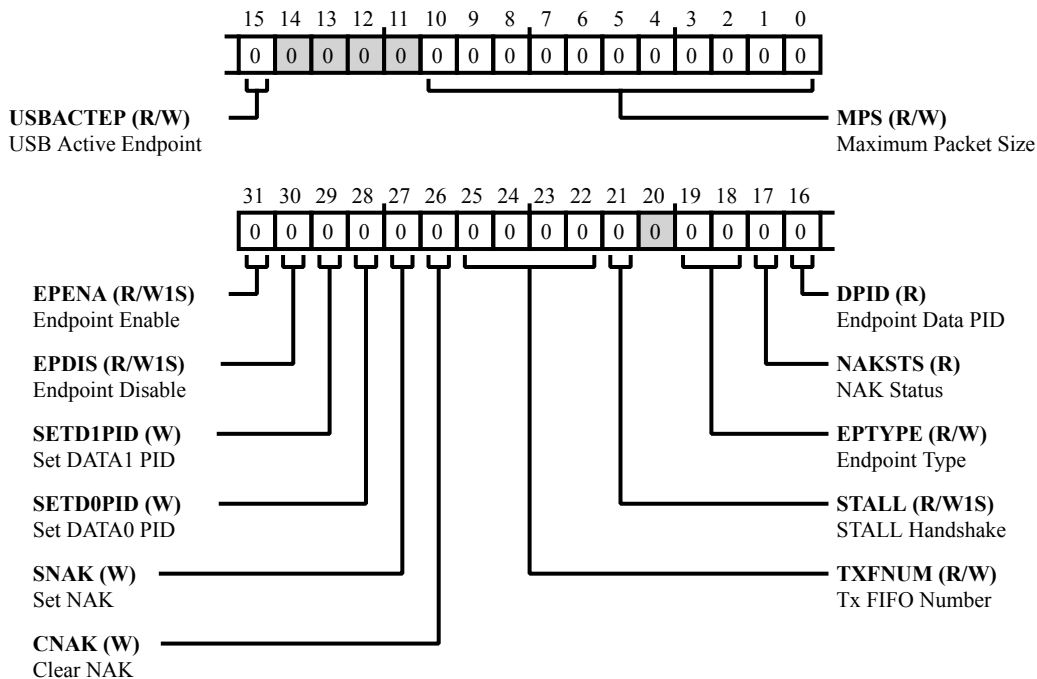 15 14 13 12 11 10 9 8 7 6 5 4 3 2 1 0
0 0 0 0 0 0 0 0 0 0 0 0 0 0 0 0
USBACTEP (R/W)
USB Active Endpoint
MPS (R/W)
Maximum Packet Size
31 30 29 28 27 26 25 24 23 22 21 20 19 18 17 16
0 0 0 0 0 0 0 0 0 0 0 0 0 0 0 0
EPENA (R/W1S)
Endpoint Enable
DPID (R)
Endpoint Data PID
EPDIS (R/W1S)
Endpoint Disable
NAKSTS (R)
NAK Status
SETD1PID (W)
Set DATA1 PID
EPTYPE (R/W)
Endpoint Type
SETD0PID (W)
Set DATA0 PID
STALL (R/W1S)
STALL Handshake
SNAK (W)
Set NAK
TXFNUM (R/W)
Tx FIFO Number
CNAK (W)
Clear NAK